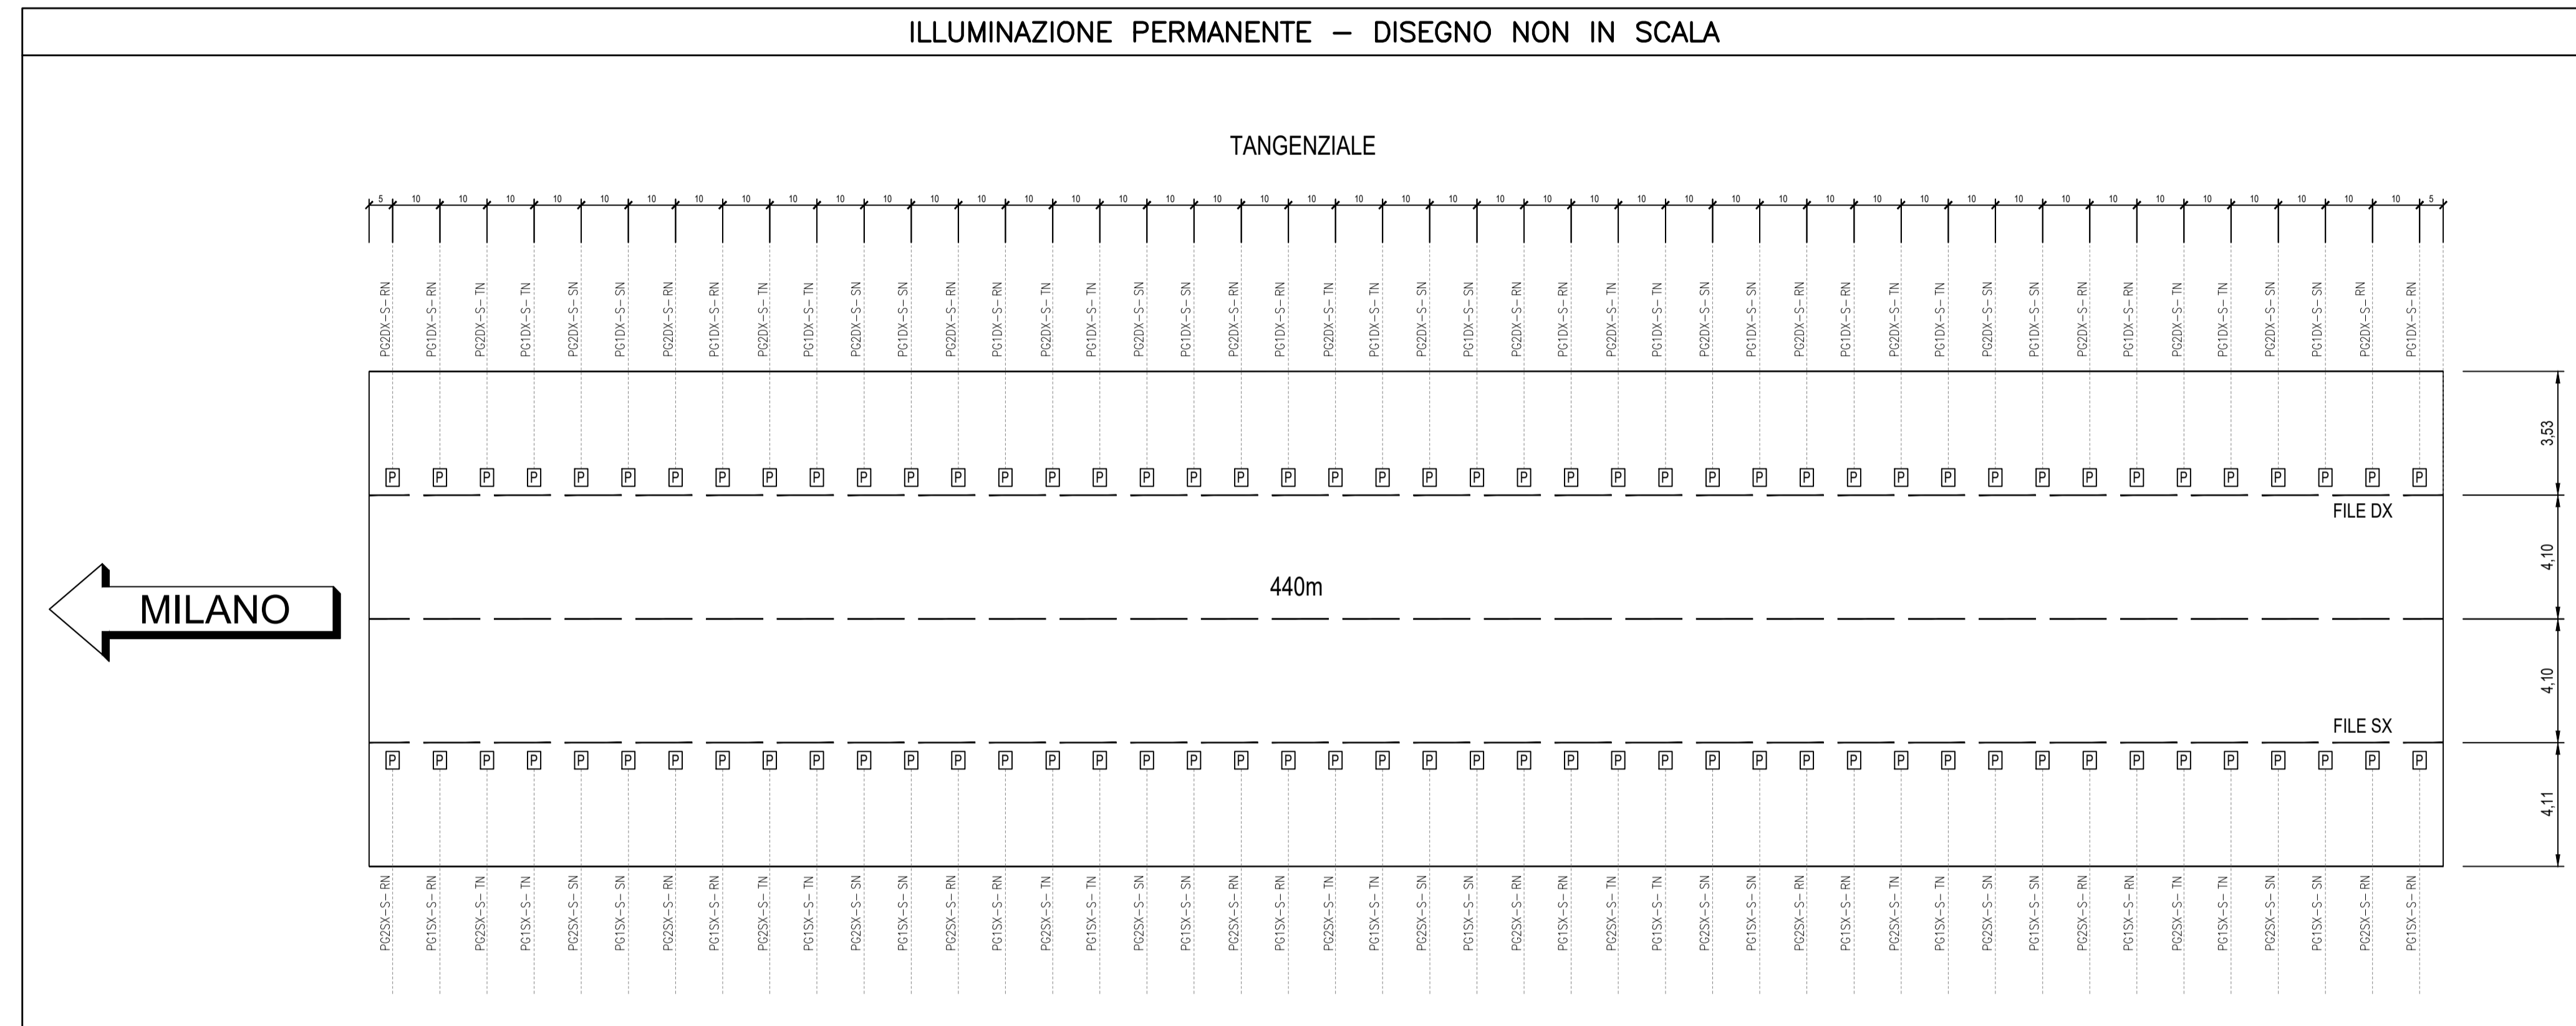 ILLUMINAZIONE PERMANENTE – DISEGNO NON IN SCALA
TANGENZIALE
5 10 10 10 10 10 10 10 10 10 10 10 10 10 10 10 10 10 10 10 10 10 10 10 10 10 10 10 10 10 10 10 10 10 10 10 10 10 10 10 10 10 10 10 5
PG2DX-S- RN
PG1DX-S- RN
PG2DX-S- TN
PG1DX-S- TN
PG2DX-S- SN
PG1DX-S- SN
PG2DX-S- RN
PG1DX-S- RN
PG2DX-S- TN
PG1DX-S- TN
PG2DX-S- SN
PG1DX-S- SN
PG2DX-S- RN
PG1DX-S- RN
PG2DX-S- TN
PG1DX-S- TN
PG2DX-S- SN
PG1DX-S- SN
PG2DX-S- RN
PG1DX-S- RN
PG2DX-S- TN
PG1DX-S- TN
PG2DX-S- SN
PG1DX-S- SN
PG2DX-S- RN
PG1DX-S- RN
PG2DX-S- TN
PG1DX-S- TN
PG2DX-S- SN
PG1DX-S- SN
PG2DX-S- RN
PG1DX-S- RN
PG2DX-S- TN
PG1DX-S- TN
PG2DX-S- SN
PG1DX-S- SN
PG2DX-S- RN
PG1DX-S- RN
PG2DX-S- TN
PG1DX-S- TN
PG2DX-S- SN
PG1DX-S- SN
PG2DX-S- RN
PG1DX-S- RN
3,53
P P P P P P P P P P P P P P P P P P P P P P P P P P P P P P P P P P P P P P P P P P P P
FILE DX
4,10
440m
MILANO
4,10
FILE SX
P P P P P P P P P P P P P P P P P P P P P P P P P P P P P P P P P P P P P P P P P P P P
4,11
PG2SX-S- RN
PG1SX-S- RN
PG2SX-S- TN
PG1SX-S- TN
PG2SX-S- SN
PG1SX-S- SN
PG2SX-S- RN
PG1SX-S- RN
PG2SX-S- TN
PG1SX-S- TN
PG2SX-S- SN
PG1SX-S- SN
PG2SX-S- RN
PG1SX-S- RN
PG2SX-S- TN
PG1SX-S- TN
PG2SX-S- SN
PG1SX-S- SN
PG2SX-S- RN
PG1SX-S- RN
PG2SX-S- TN
PG1SX-S- TN
PG2SX-S- SN
PG1SX-S- SN
PG2SX-S- RN
PG1SX-S- RN
PG2SX-S- TN
PG1SX-S- TN
PG2SX-S- SN
PG1SX-S- SN
PG2SX-S- RN
PG1SX-S- RN
PG2SX-S- TN
PG1SX-S- TN
PG2SX-S- SN
PG1SX-S- SN
PG2SX-S- RN
PG1SX-S- RN
PG2SX-S- TN
PG1SX-S- TN
PG2SX-S- SN
PG1SX-S- SN
PG2SX-S- RN
PG1SX-S- RN